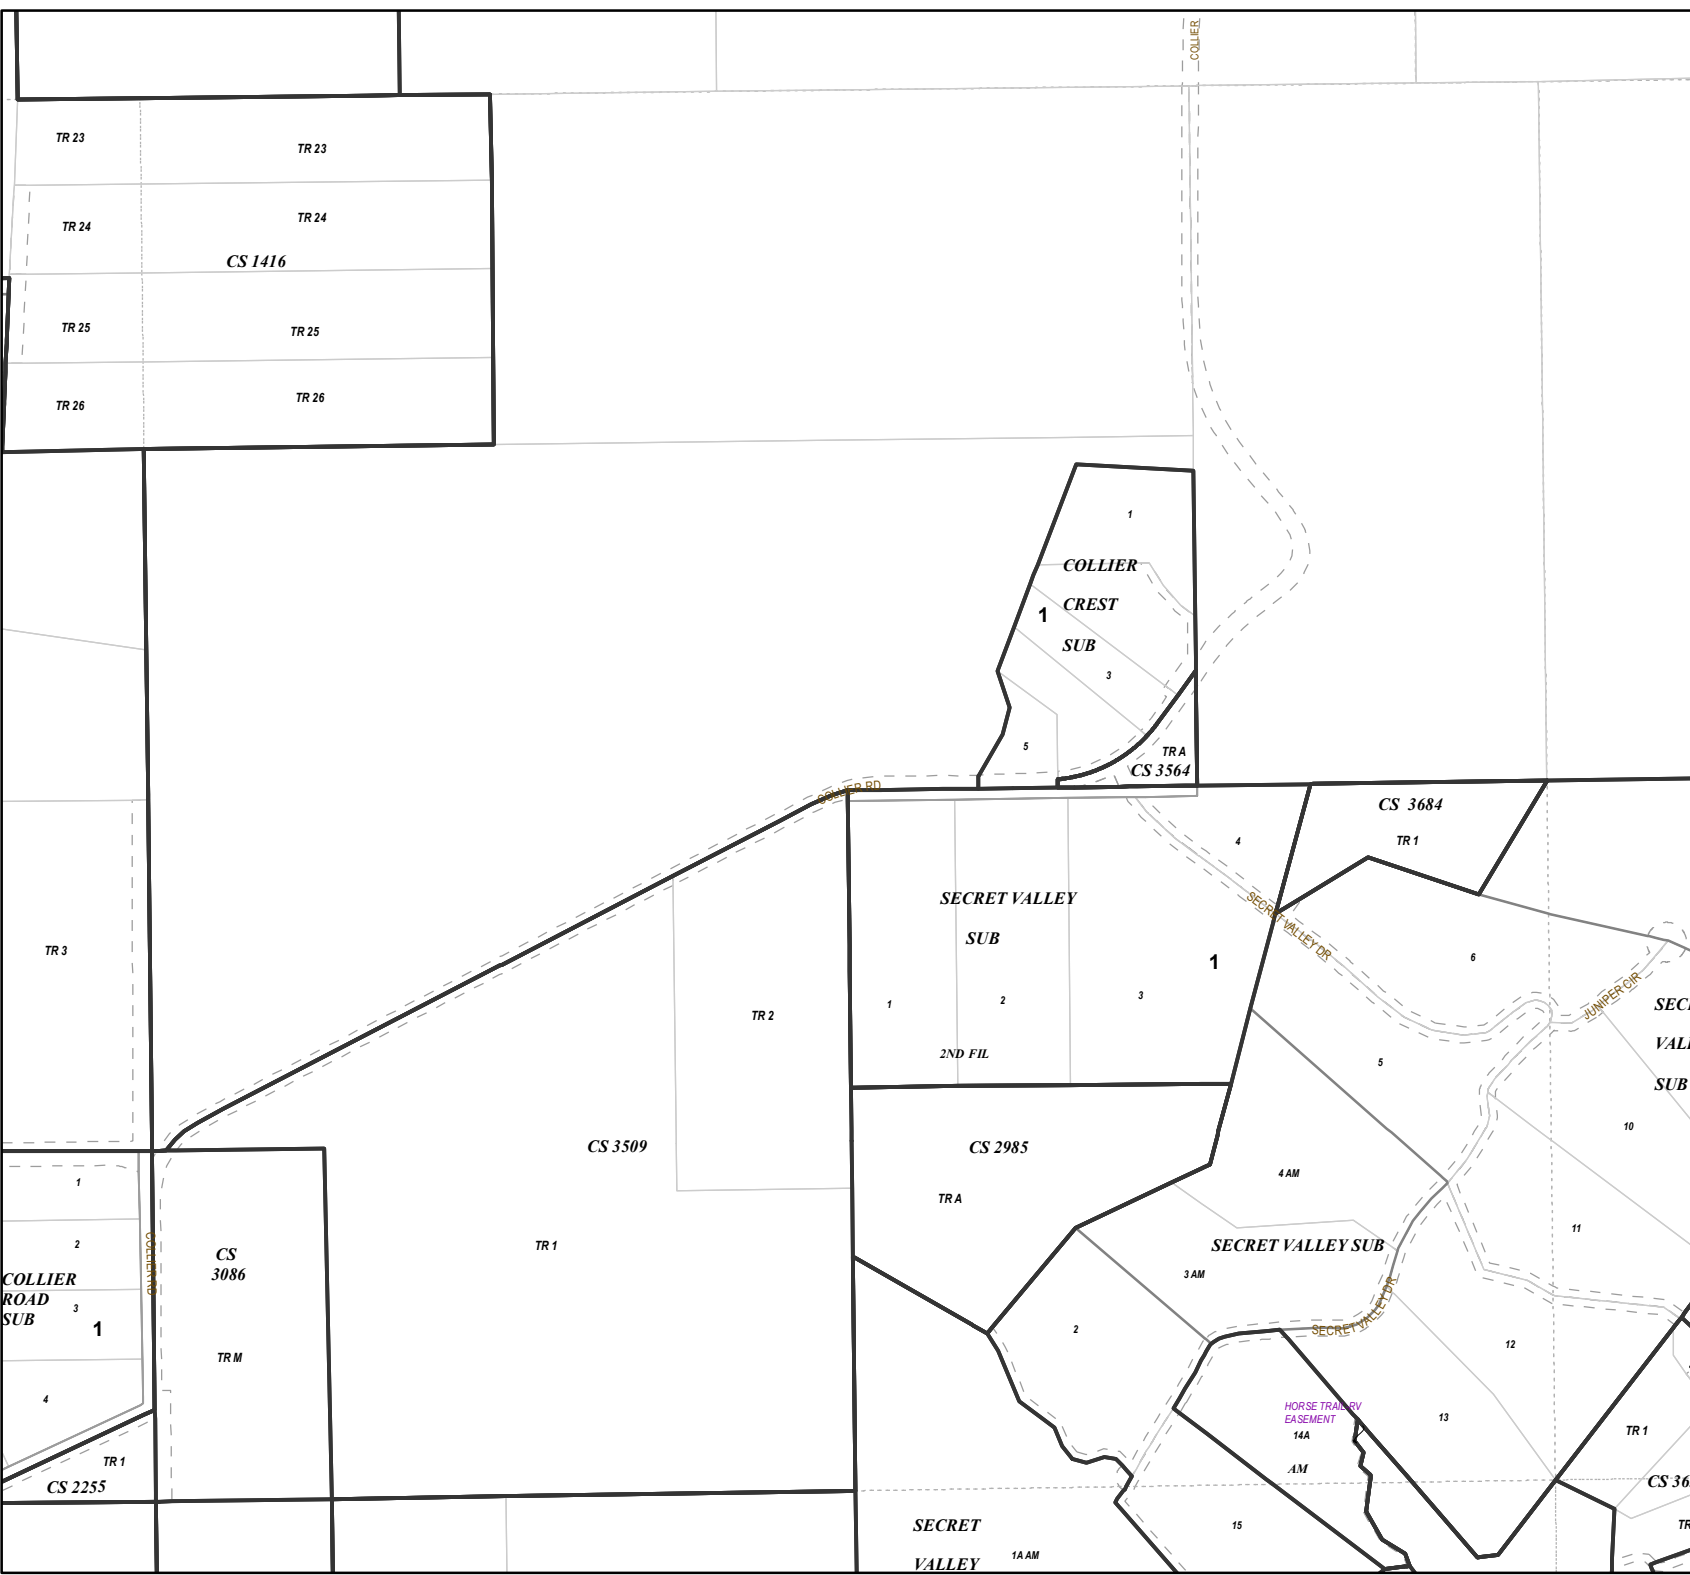 COLLIER
TR 23
TR 23
TR 24
TR 24
CS 1416
TR 25
TR 25
TR 26
TR 26
1
COLLIER
CREST
SUB
1
3
5
TR A
CS 3564
COLLIER RD
CS 3684
TR 1
4
SECRET VALLEY
SUB
SECRET VALLEY DR
1
6
TR 3
JUNIPER CIR
1
2
3
TR 2
2ND FIL
5
SUB
10
CS 3509
CS 2985
4 AM
1
TR A
11
2
TR 1
SECRET VALLEY SUB
CS
3086
COLLIER RD
3 AM
COLLIER
ROAD
SUB
3
1
2
SECRET VALLEY DR
12
TR M
4
HORSE TRAIL RV
EASEMENT
14A
13
TR 1
AM
TR 1
CS 2255
SECRET
VALLEY
1A AM
15